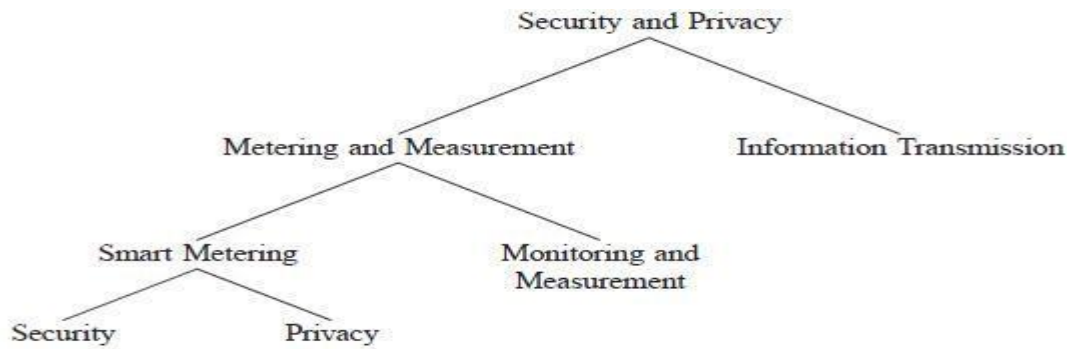 Security and Privacy
Metering and Measurement
Information Transmission
Smart Metering
Monitoring and
Measurement
Security
Privacy